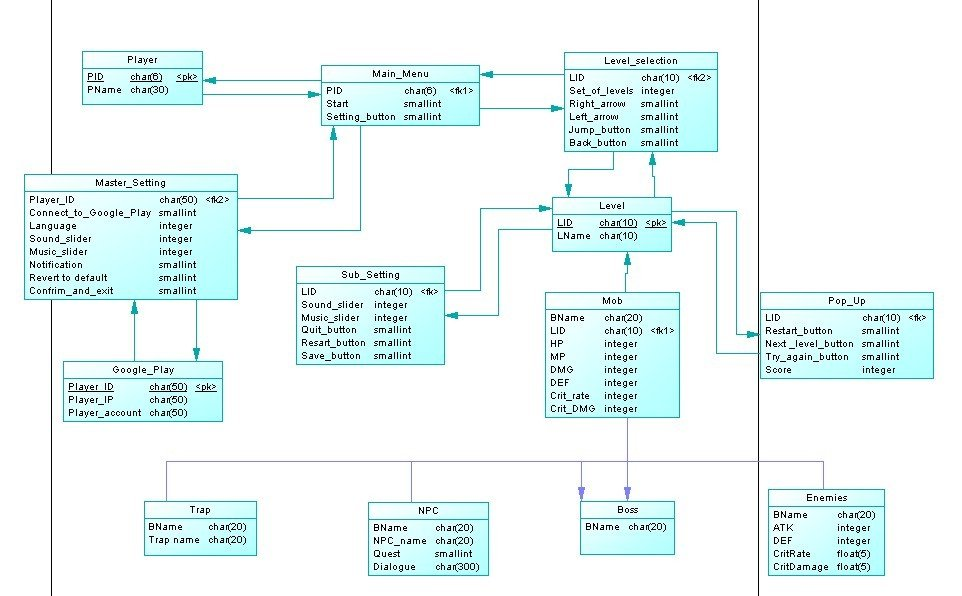 Player
PID char(6) <pk>
PName char(30)
Main_Menu
PID char(6) <fk1>
Start smallint
Setting_button smallint
Level_selection
LID char(10) <fk2>
Set_of_levels integer
Right_arrow smallint
Left_arrow smallint
Jump_button smallint
Back_button smallint
Master_Setting
Player_ID char(50) <fk2>
Connect_to_Google_Play smallint
Language integer
Sound_slider integer
Music_slider integer
Notification smallint
Revert to default smallint
Confrim_and_exit smallint
Level
LID char(10) <pk>
LName char(10)
Sub_Setting
LID char(10) <fk>
Sound_slider integer
Music_slider integer
Quit_button smallint
Resart_button smallint
Save_button smallint
Mob
BName char(20)
LID char(10) <fk1>
HP integer
MP integer
DMG integer
DEF integer
Crit_rate integer
Crit_DMG integer
Pop_Up
LID char(10) <fk>
Restart_button smallint
Next _level_button smallint
Try_again_button smallint
Score integer
Google_Play
Player_ID char(50) <pk>
Player_IP char(50)
Player_account char(50)
Trap
BName char(20)
Trap name char(20)
NPC
BName char(20)
NPC_name char(20)
Quest smallint
Dialogue char(300)
Boss
BName char(20)
Enemies
BName char(20)
ATK integer
DEF integer
CritRate float(5)
CritDamage float(5)